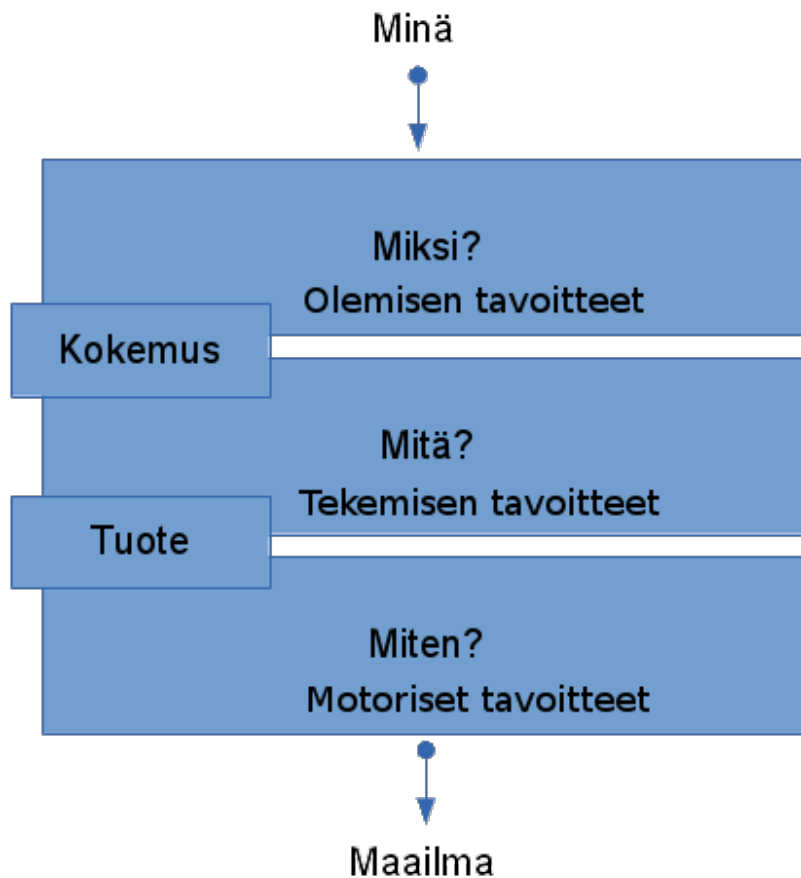 Minä
Miksi?
Olemisen tavoitteet
Kokemus
Mitä?
Tekemisen tavoitteet
Tuote
Miten?
Motoriset tavoitteet
Maailma